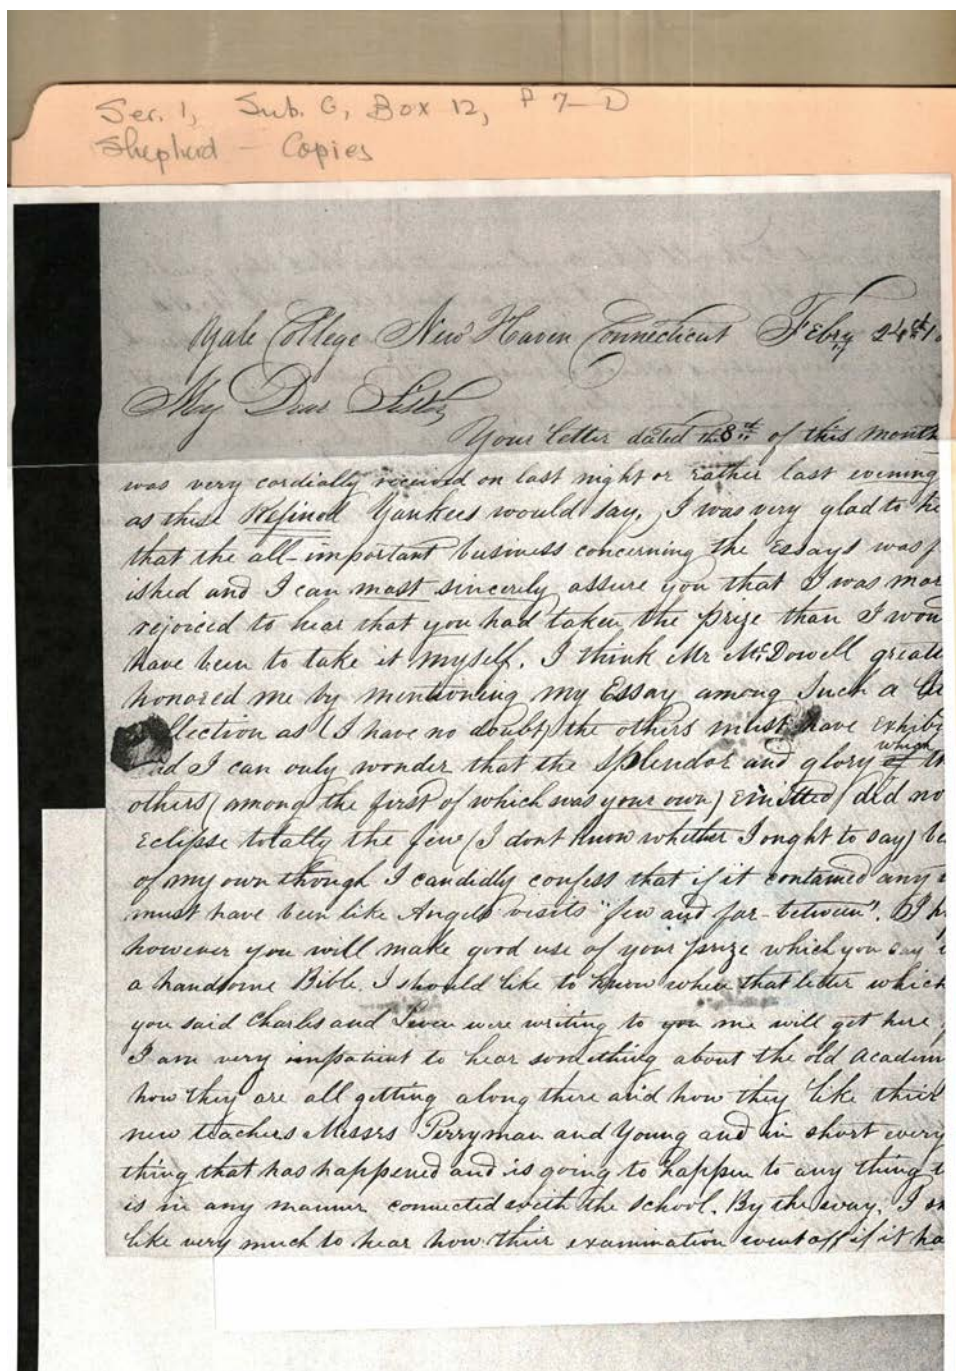 Ser. 1, Sub. G, Box 12, P 7-D
Shepherd - Copies
Yale College New Haven Connecticut Febry 24th
My Dear Sister
Your letter dated th 8th of this month
was very cordially received on last night or rather last evening
as these Refined Yankees would say. I was very glad to he
that the all-important business concerning the Essays was f
ished and I can most sincerely assure you that I was mor
rejoiced to hear that you had taken the prize than I wou
have been to take it myself. I think Mr McDowell greatl
honored me by mentioning my Essay among such a
llection as (I have no doubt) the others must have exhib
d I can only wonder that the splendor and glory which
others (among the first of which was your own) Emitted did no
Eclipse totally the few (I dont know whether I ought to say) be
of my own though I candidly confess that if it contained any
must have been like Angels visits "few and far-between". I h
however you will make good use of your prize which you say
a handsome Bible. I should like to know when that letter which
you said Charles and were writing to me will get here
I am very impatient to hear something about the old Academ
how they are all getting along there and how they like their
new teachers Messrs Perryman and Young and in short every
thing that has happened and is going to happen to any thing t
is in any manner connected with the school. By the way, I
like very much to hear how their examination went off if it ha